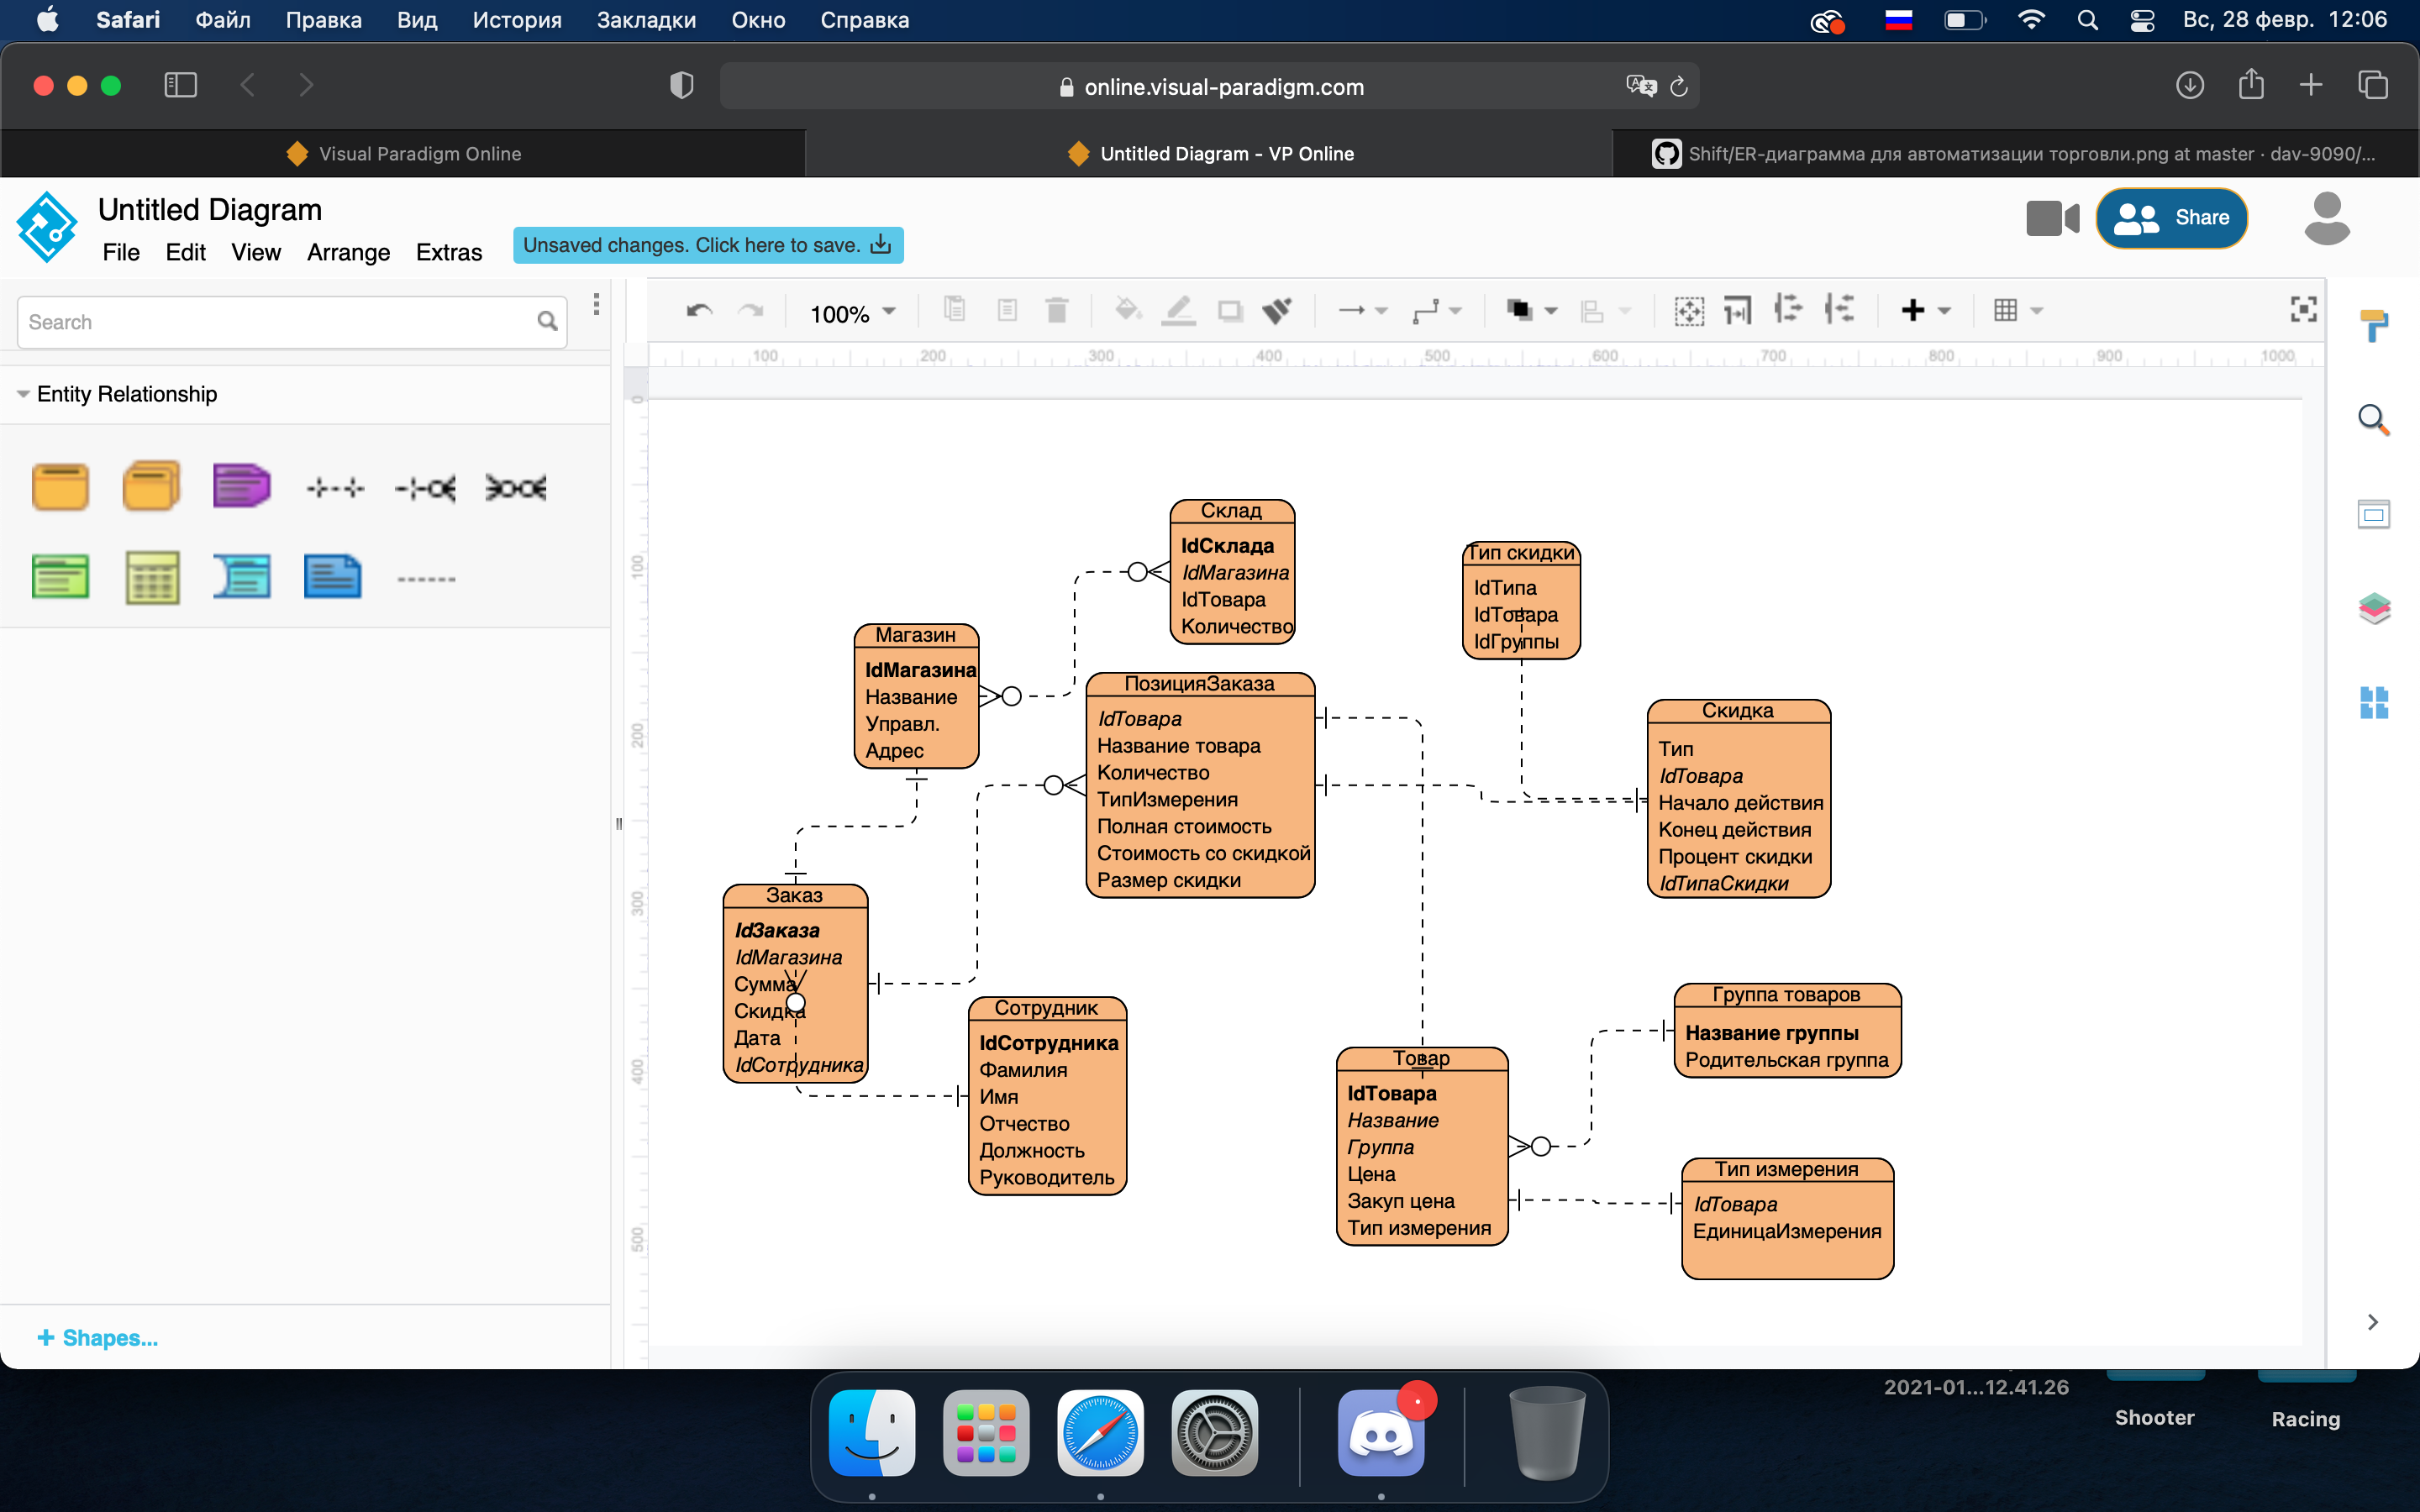 Safari Файл Правка Вид История Закладки Окно Справка
Вс, 28 февр. 12:06
online.visual-paradigm.com
Visual Paradigm Online
Untitled Diagram - VP Online
Shift/ER-диаграмма для автоматизации торговли.png at master · dav-9090/...
Untitled Diagram
File Edit View Arrange Extras
Unsaved changes. Click here to save.
Share
Search
100%
Entity Relationship
100 200 300 400 500 600 700 800 900 1000
0
100
200
300
400
500
Склад
IdСклада
IdМагазина
IdТовара
Количество
Тип скидки
IdТипа
IdТовара
IdГруппы
Магазин
IdМагазина
Название
Управл.
Адрес
ПозицияЗаказа
IdТовара
Название товара
Количество
ТипИзмерения
Полная стоимость
Стоимость со скидкой
Размер скидки
Скидка
Тип
IdТовара
Начало действия
Конец действия
Процент скидки
IdТипаСкидки
Заказ
IdЗаказа
IdМагазина
Сумма
Скидка
Дата
IdСотрудника
Сотрудник
IdСотрудника
Фамилия
Имя
Отчество
Должность
Руководитель
Товар
IdТовара
Название
Группа
Цена
Закуп цена
Тип измерения
Группа товаров
Название группы
Родительская группа
Тип измерения
IdТовара
ЕдиницаИзмерения
+ Shapes...
2021-01...12.41.26
Shooter
Racing